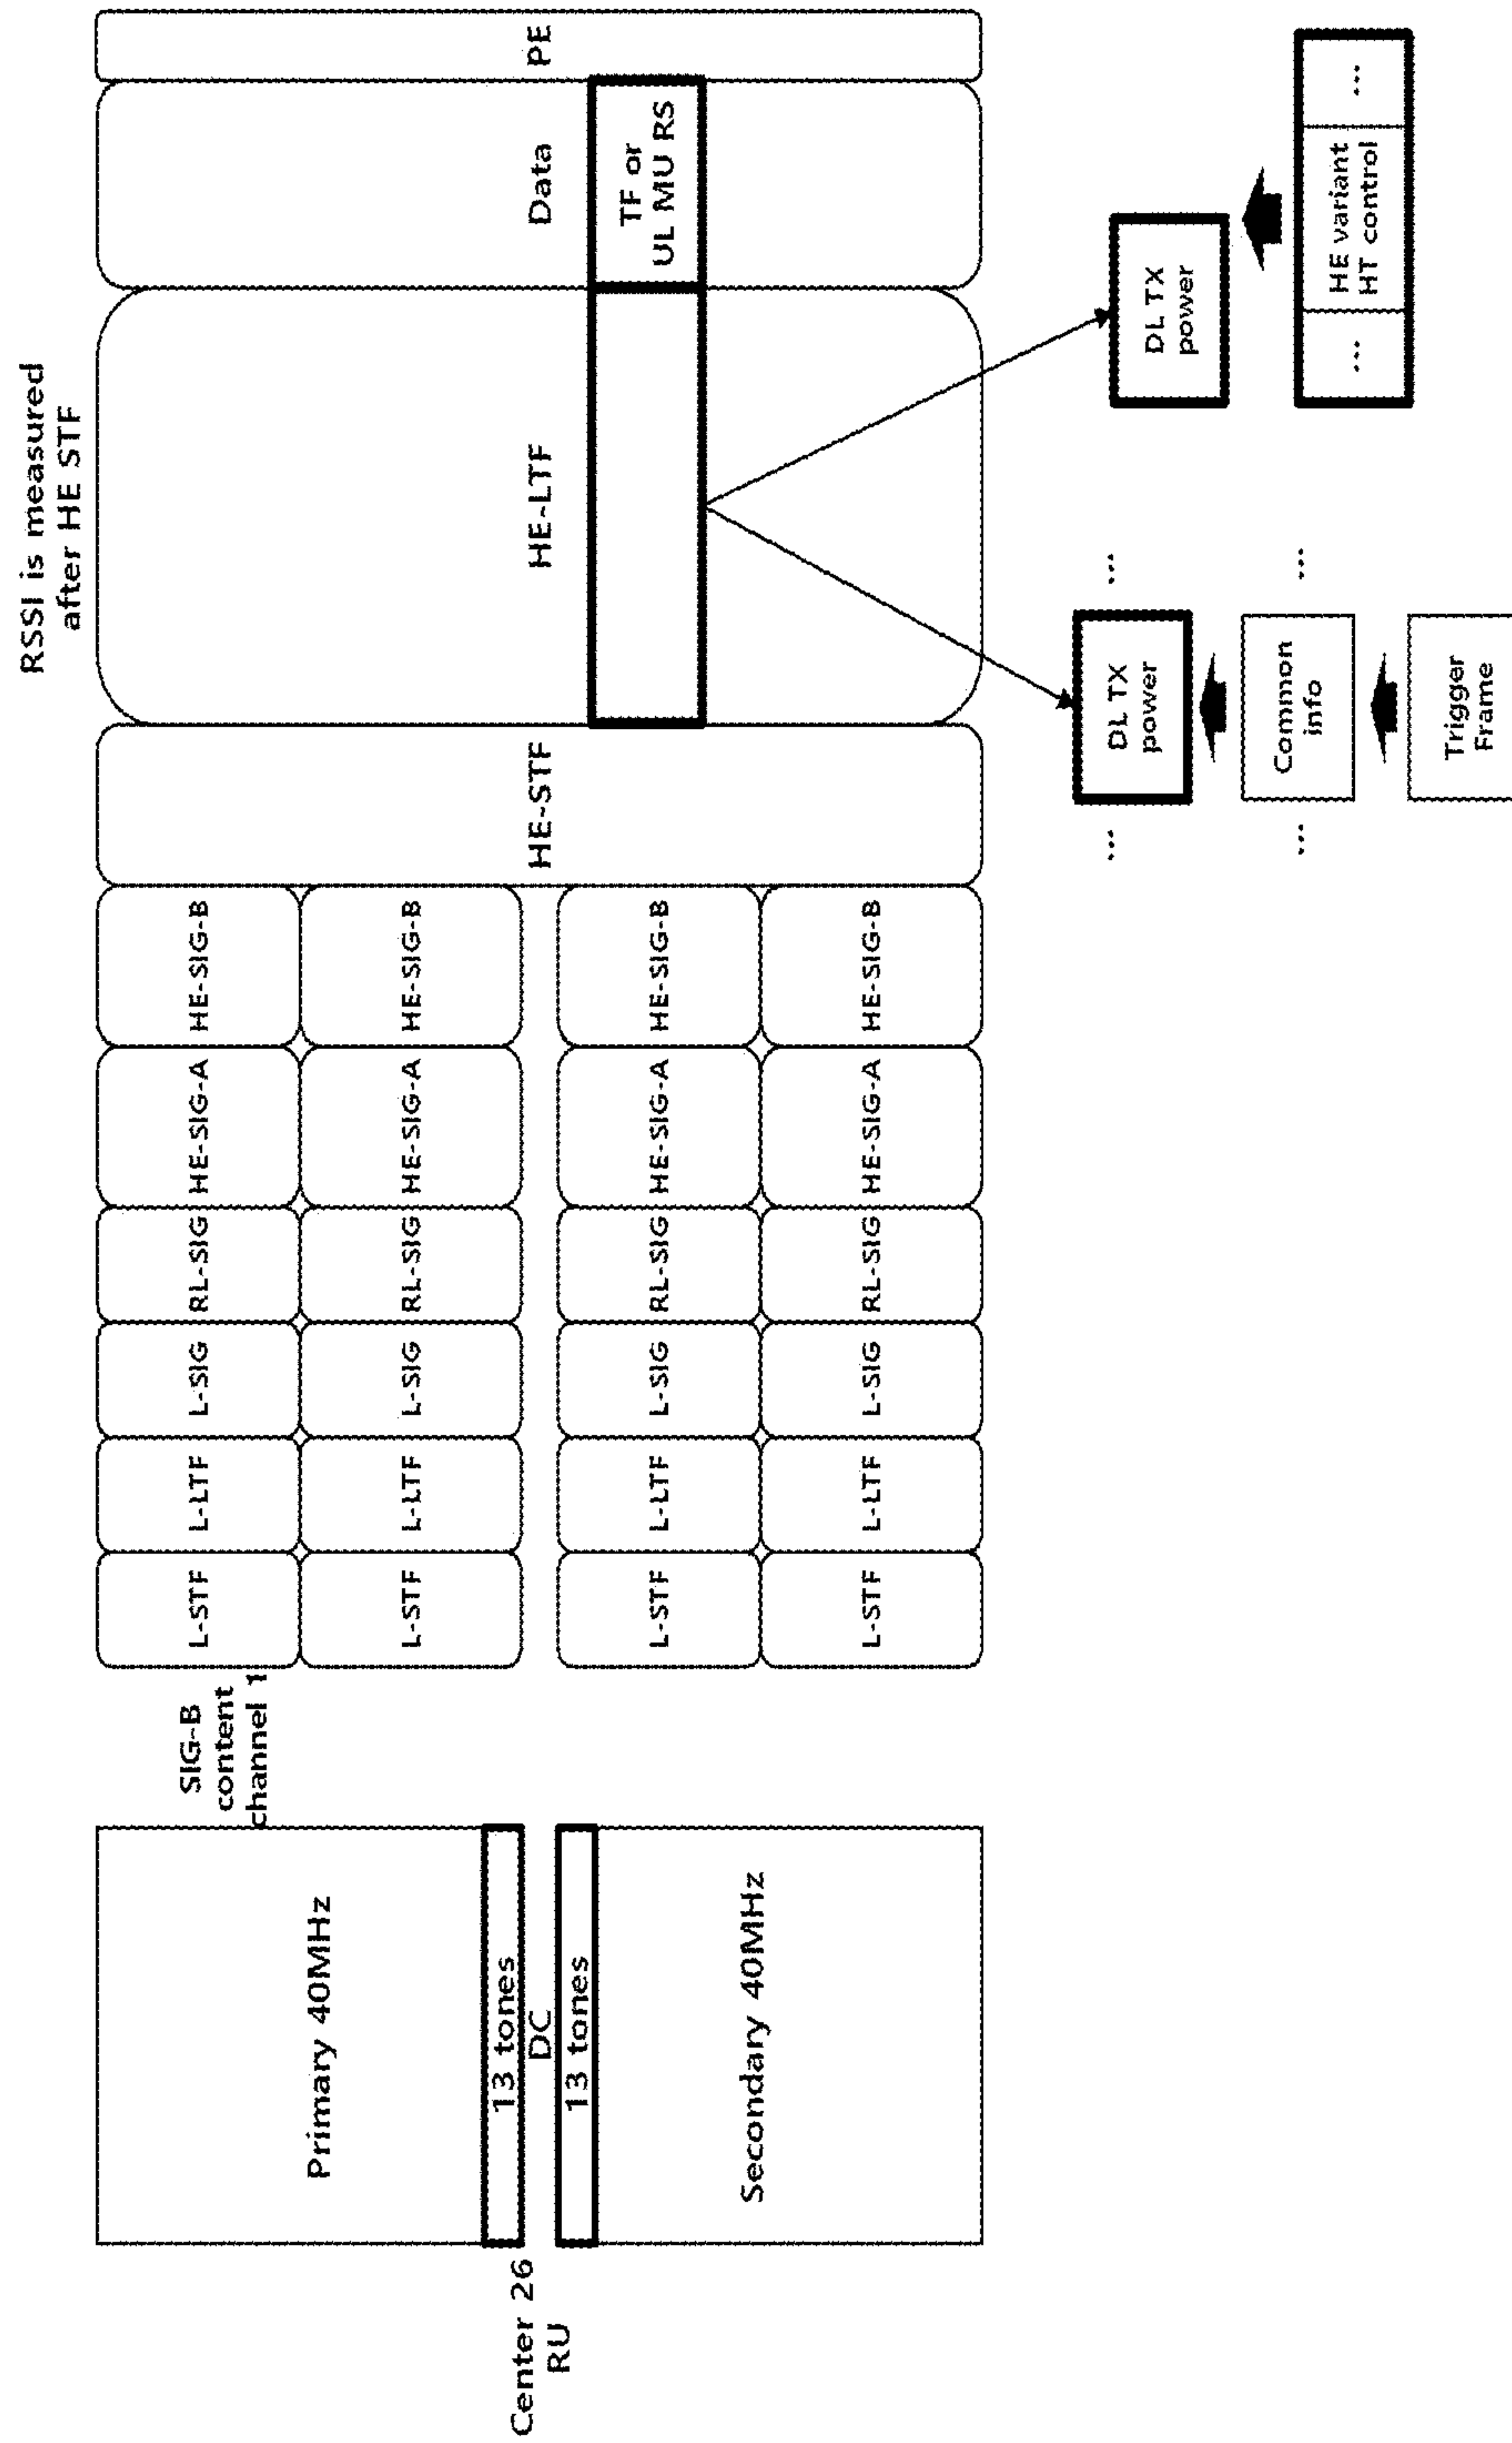 RSSI is measured
after HE STF
Primary 40MHz
Center 26
RU
13 tones
DC
13 tones
Secondary 40MHz
SIG-B
content
channel 1
L-STF
L-LTF
L-SIG
RL-SIG
HE-SIG-A
HE-SIG-B
L-STF
L-LTF
L-SIG
RL-SIG
HE-SIG-A
HE-SIG-B
L-STF
L-LTF
L-SIG
RL-SIG
HE-SIG-A
HE-SIG-B
L-STF
L-LTF
L-SIG
RL-SIG
HE-SIG-A
HE-SIG-B
HE-STF
HE-LTF
Data
PE
TF or
UL MU RS
...
DL TX
power
...
DL TX
power
...
Common
info
...
...
HE variant
HT control
...
Trigger
Frame